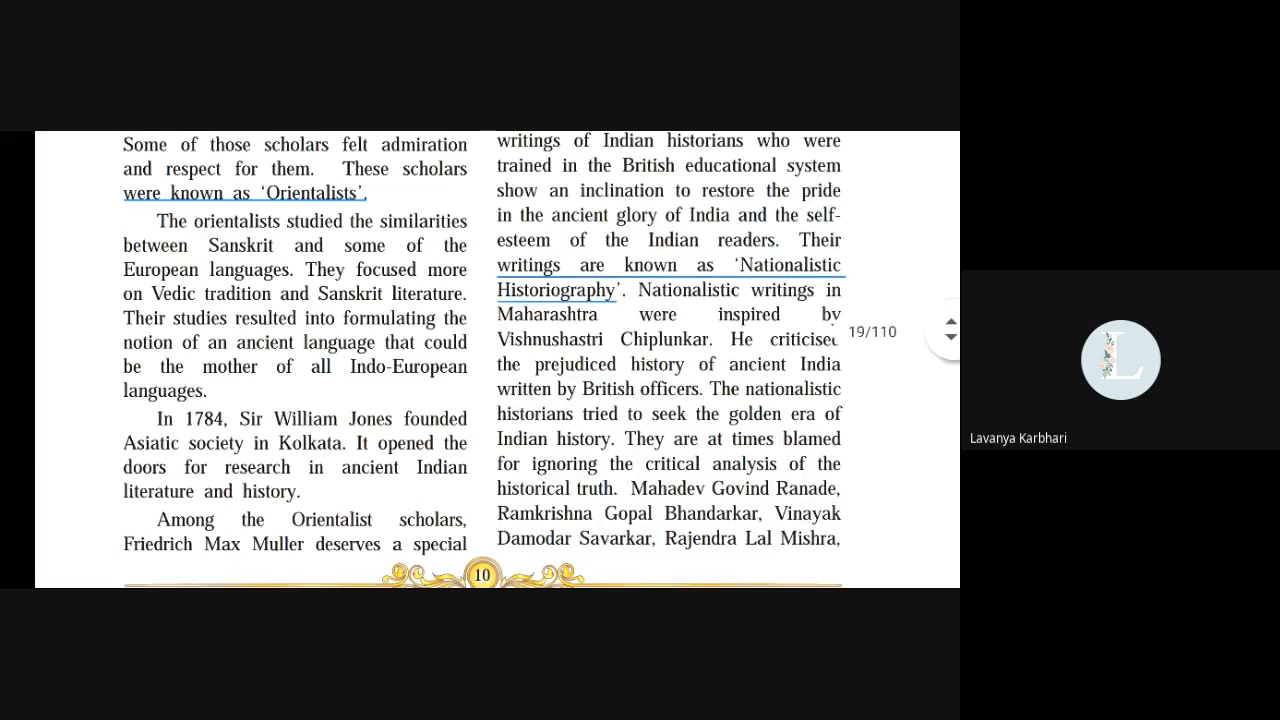 Some of those scholars felt admiration
and respect for them. These scholars
were known as ‘Orientalists’.
The orientalists studied the similarities
between Sanskrit and some of the
European languages. They focused more
on Vedic tradition and Sanskrit literature.
Their studies resulted into formulating the
notion of an ancient language that could
be the mother of all Indo-European
languages.
In 1784, Sir William Jones founded
Asiatic society in Kolkata. It opened the
doors for research in ancient Indian
literature and history.
Among the Orientalist scholars,
Friedrich Max Muller deserves a special
writings of Indian historians who were
trained in the British educational system
show an inclination to restore the pride
in the ancient glory of India and the self-
esteem of the Indian readers. Their
writings are known as ‘Nationalistic
Historiography’. Nationalistic writings in
Maharashtra were inspired by
Vishnushastri Chiplunkar. He criticised
the prejudiced history of ancient India
written by British officers. The nationalistic
historians tried to seek the golden era of
Indian history. They are at times blamed
for ignoring the critical analysis of the
historical truth. Mahadev Govind Ranade,
Ramkrishna Gopal Bhandarkar, Vinayak
Damodar Savarkar, Rajendra Lal Mishra,
10
19/110
L
Lavanya Karbhari